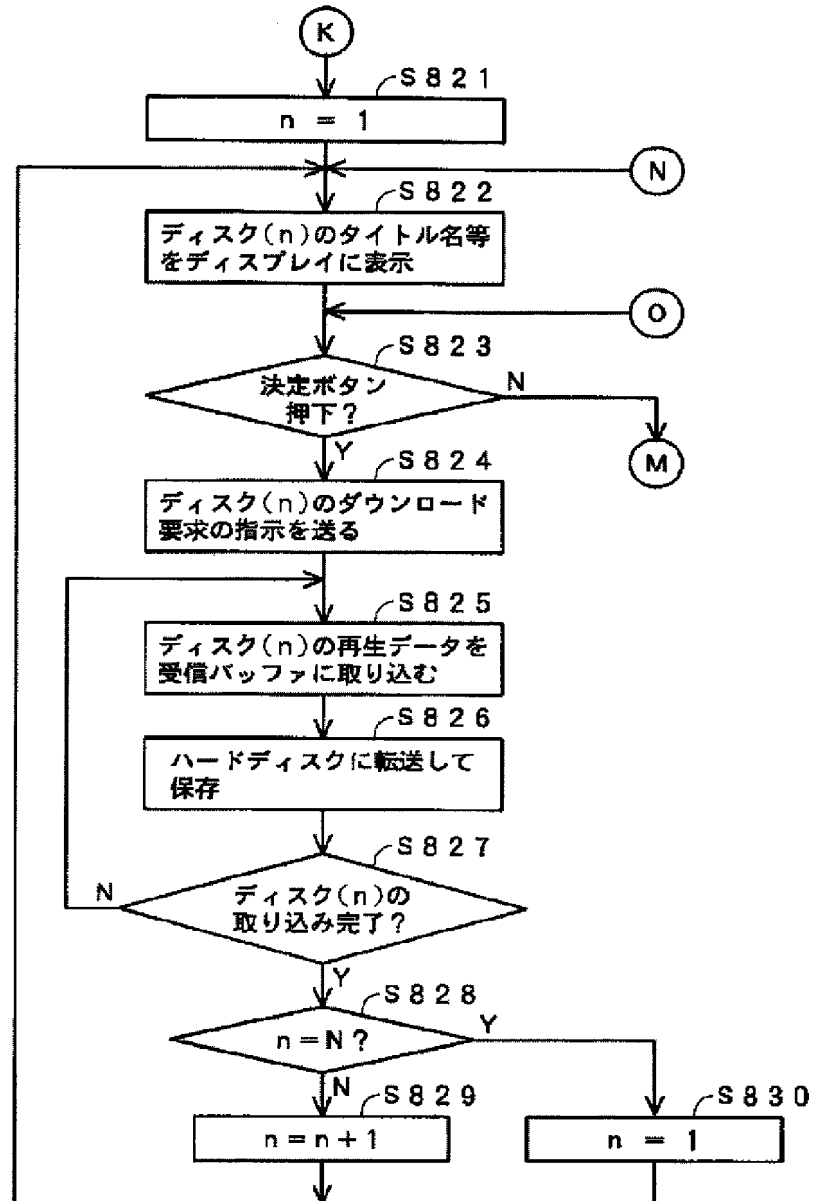 K
S821
n = 1
N
S822
ディスク(n)のタイトル名等
をディスプレイに表示
O
S823
決定ボタン
押下?
N
Y
M
S824
ディスク(n)のダウンロード
要求の指示を送る
S825
ディスク(n)の再生データを
受信バッファに取り込む
S826
ハードディスクに転送して
保存
S827
N
ディスク(n)の
取り込み完了?
Y
S828
n=N?
Y
N
S829
S830
n=n+1
n = 1